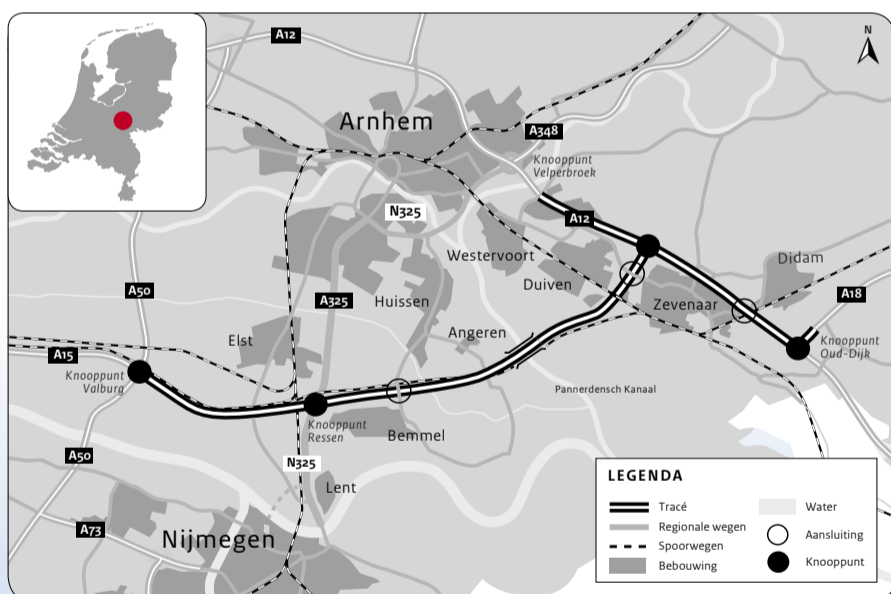 A12
N
Arnhem
A348
Knooppunt
Velperbroek
N325
A12
Westervoort
Didam
Duiven
A50
A325
Huissen
Zevenaar
A18
Elst
Angeren
A15
Knooppunt
Valburg
Knooppunt
Oud-Dijk
Pannerdensch Kanaal
Knooppunt
Ressen
Bemmel
A50
N325
Lent
A73
Nijmegen
LEGENDA
Tracé
Regionale wegen
Spoorwegen
Bebouwing
Water
Aansluiting
Knooppunt